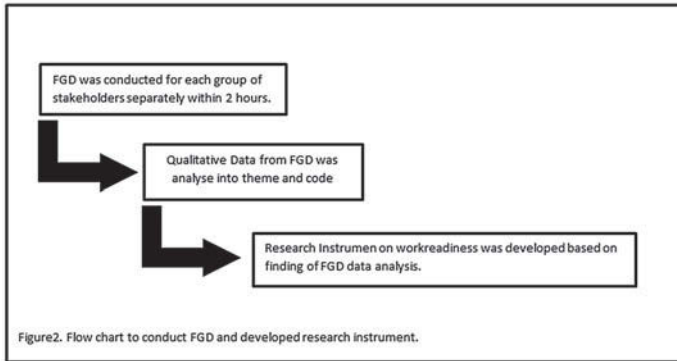 FGD was conducted for each group of
stakeholders separately within 2 hours.
Qualitative Data from FGD was
analyse into theme and code
Research Instrumen on workreadiness was developed based on
finding of FGD data analysis.
Figure2. Flow chart to conduct FGD and developed research instrument.